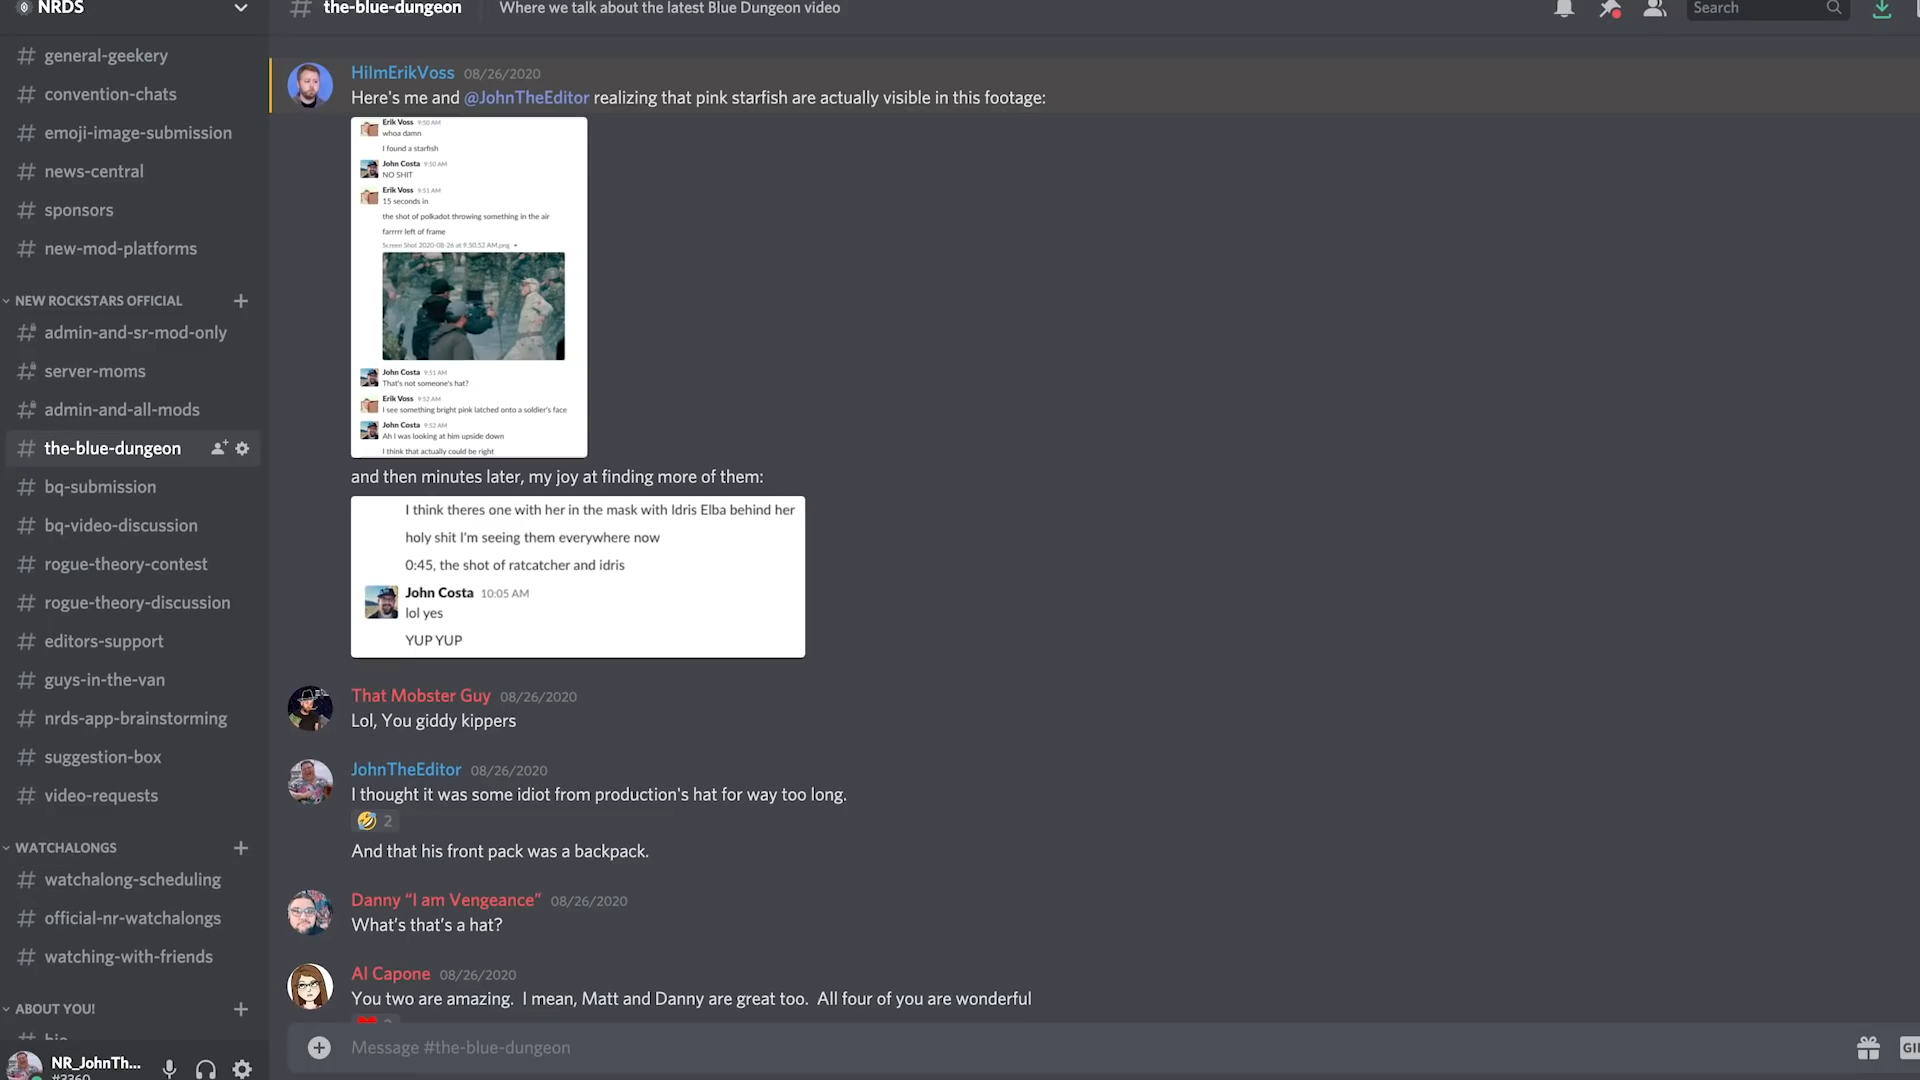 NRDS
general-geekery
convention-chats
emoji-image-submission
news-central
sponsors
new-mod-platforms
NEW ROCKSTARS OFFICIAL
admin-and-sr-mod-only
server-moms
admin-and-all-mods
the-blue-dungeon
bq-submission
bq-video-discussion
rogue-theory-contest
rogue-theory-discussion
editors-support
guys-in-the-van
nrds-app-brainstorming
suggestion-box
video-requests
WATCHALONGS
watchalong-scheduling
official-nr-watchalongs
watching-with-friends
ABOUT YOU!
NR_JohnTh...
#3360
# the-blue-dungeon Where we talk about the latest Blue Dungeon video
Search
HiImErikVoss 08/26/2020
Here's me and @JohnTheEditor realizing that pink starfish are actually visible in this footage:
Erik Voss 9:50 AM
whoa damn
I found a starfish
John Costa 9:50 AM
NO SHIT
Erik Voss 9:51 AM
15 seconds in
the shot of polkadot throwing something in the air
farrrrr left of frame
Screen Shot 2020-08-26 at 9.50.52 AM.png
John Costa 9:51 AM
That's not someone's hat?
Erik Voss 9:52 AM
I see something bright pink latched onto a soldier's face
John Costa 9:52 AM
Ah I was looking at him upside down
I think that actually could be right
and then minutes later, my joy at finding more of them:
I think theres one with her in the mask with Idris Elba behind her
holy shit I'm seeing them everywhere now
0:45, the shot of ratcatcher and idris
John Costa 10:05 AM
lol yes
YUP YUP
That Mobster Guy 08/26/2020
Lol, You giddy kippers
JohnTheEditor 08/26/2020
I thought it was some idiot from production's hat for way too long.
🤣 2
And that his front pack was a backpack.
Danny “I am Vengeance” 08/26/2020
What’s that’s a hat?
Al Capone 08/26/2020
You two are amazing. I mean, Matt and Danny are great too. All four of you are wonderful
Message #the-blue-dungeon